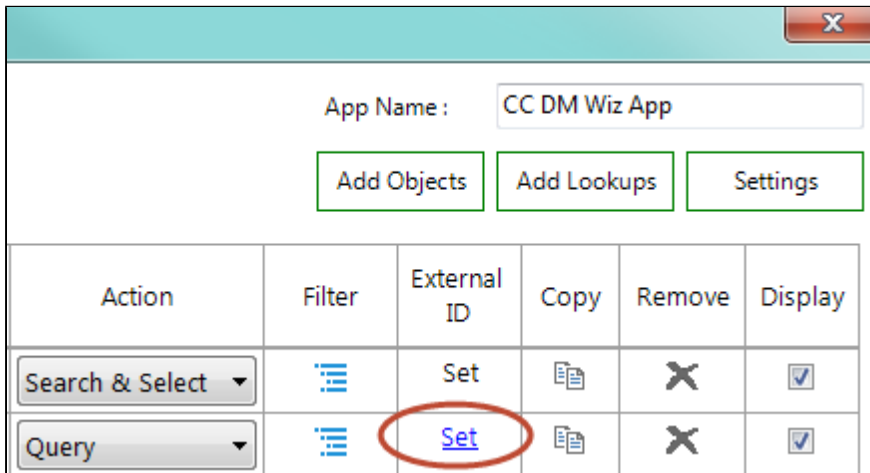 App Name : CC DM Wiz App
Add Objects Add Lookups Settings
Action Filter External ID Copy Remove Display
Search & Select Set
Query Set